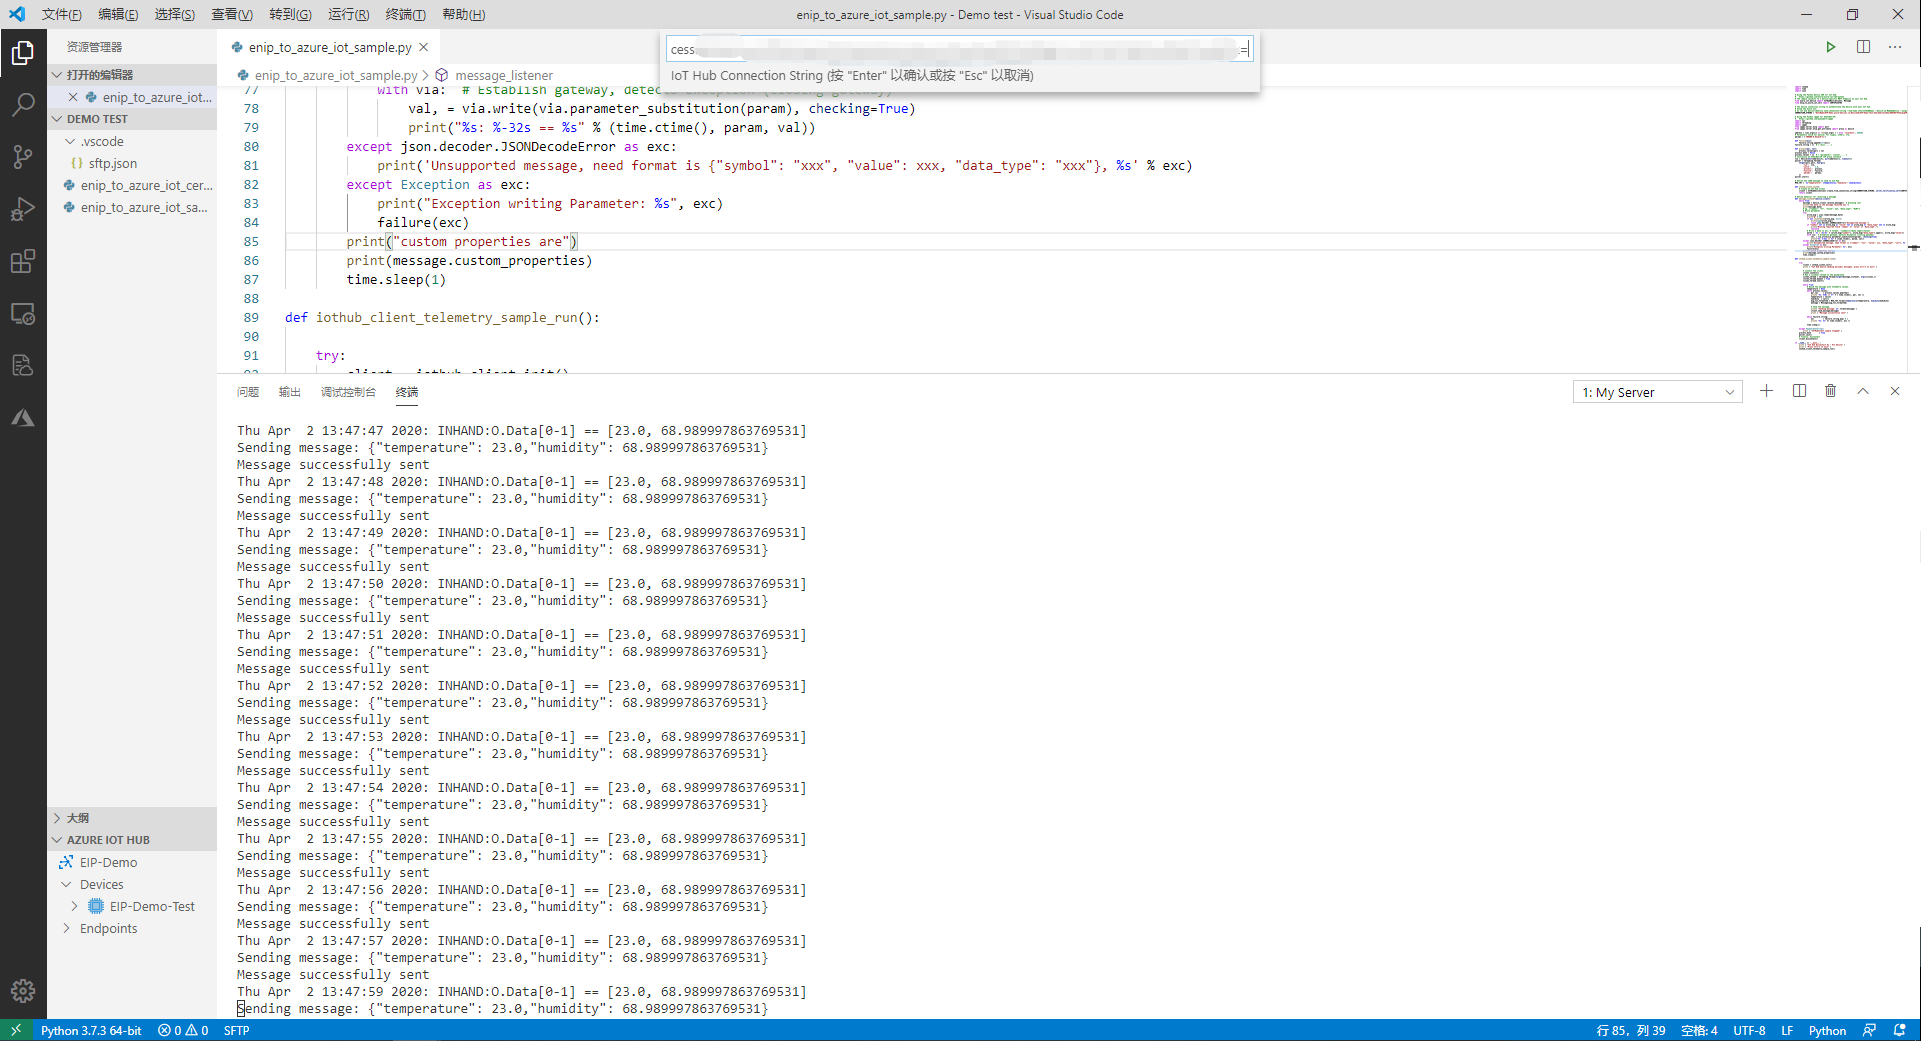 文件(F) 编辑(E) 选择(S) 查看(V) 转到(G) 运行(R) 终端(T) 帮助(H)
enip_to_azure_iot_sample.py - Demo test - Visual Studio Code
资源管理器
打开的编辑器
enip_to_azure_iot...
DEMO TEST
.vscode
{} sftp.json
enip_to_azure_iot_cer...
enip_to_azure_iot_sa...
大纲
AZURE IOT HUB
EIP-Demo
Devices
EIP-Demo-Test
Endpoints
enip_to_azure_iot_sample.py
enip_to_azure_iot_sample.py > message_listener
cess
=
IoT Hub Connection String (按 "Enter" 以确认或按 "Esc" 以取消)
77 with via: # Establish gateway, detects
78 val, = via.write(via.parameter_substitution(param), checking=True)
79 print("%s: %-32s == %s" % (time.ctime(), param, val))
80 except json.decoder.JSONDecodeError as exc:
81 print('Unsupported message, need format is {"symbol": "xxx", "value": xxx, "data_type": "xxx"}, %s' % exc)
82 except Exception as exc:
83 print("Exception writing Parameter: %s", exc)
84 failure(exc)
85 print("custom properties are")
86 print(message.custom_properties)
87 time.sleep(1)
88
89 def iothub_client_telemetry_sample_run():
90
91 try:
92 client = iothub_client_init()
问题 输出 调试控制台 终端
1: My Server
Thu Apr  2 13:47:47 2020: INHAND:O.Data[0-1] == [23.0, 68.989997863769531]
Sending message: {"temperature": 23.0,"humidity": 68.989997863769531}
Message successfully sent
Thu Apr  2 13:47:48 2020: INHAND:O.Data[0-1] == [23.0, 68.989997863769531]
Sending message: {"temperature": 23.0,"humidity": 68.989997863769531}
Message successfully sent
Thu Apr  2 13:47:49 2020: INHAND:O.Data[0-1] == [23.0, 68.989997863769531]
Sending message: {"temperature": 23.0,"humidity": 68.989997863769531}
Message successfully sent
Thu Apr  2 13:47:50 2020: INHAND:O.Data[0-1] == [23.0, 68.989997863769531]
Sending message: {"temperature": 23.0,"humidity": 68.989997863769531}
Message successfully sent
Thu Apr  2 13:47:51 2020: INHAND:O.Data[0-1] == [23.0, 68.989997863769531]
Sending message: {"temperature": 23.0,"humidity": 68.989997863769531}
Message successfully sent
Thu Apr  2 13:47:52 2020: INHAND:O.Data[0-1] == [23.0, 68.989997863769531]
Sending message: {"temperature": 23.0,"humidity": 68.989997863769531}
Message successfully sent
Thu Apr  2 13:47:53 2020: INHAND:O.Data[0-1] == [23.0, 68.989997863769531]
Sending message: {"temperature": 23.0,"humidity": 68.989997863769531}
Message successfully sent
Thu Apr  2 13:47:54 2020: INHAND:O.Data[0-1] == [23.0, 68.989997863769531]
Sending message: {"temperature": 23.0,"humidity": 68.989997863769531}
Message successfully sent
Thu Apr  2 13:47:55 2020: INHAND:O.Data[0-1] == [23.0, 68.989997863769531]
Sending message: {"temperature": 23.0,"humidity": 68.989997863769531}
Message successfully sent
Thu Apr  2 13:47:56 2020: INHAND:O.Data[0-1] == [23.0, 68.989997863769531]
Sending message: {"temperature": 23.0,"humidity": 68.989997863769531}
Message successfully sent
Thu Apr  2 13:47:57 2020: INHAND:O.Data[0-1] == [23.0, 68.989997863769531]
Sending message: {"temperature": 23.0,"humidity": 68.989997863769531}
Message successfully sent
Thu Apr  2 13:47:59 2020: INHAND:O.Data[0-1] == [23.0, 68.989997863769531]
Sending message: {"temperature": 23.0,"humidity": 68.989997863769531}
Python 3.7.3 64-bit 0 0 SFTP
行 85，列 39 空格: 4 UTF-8 LF Python